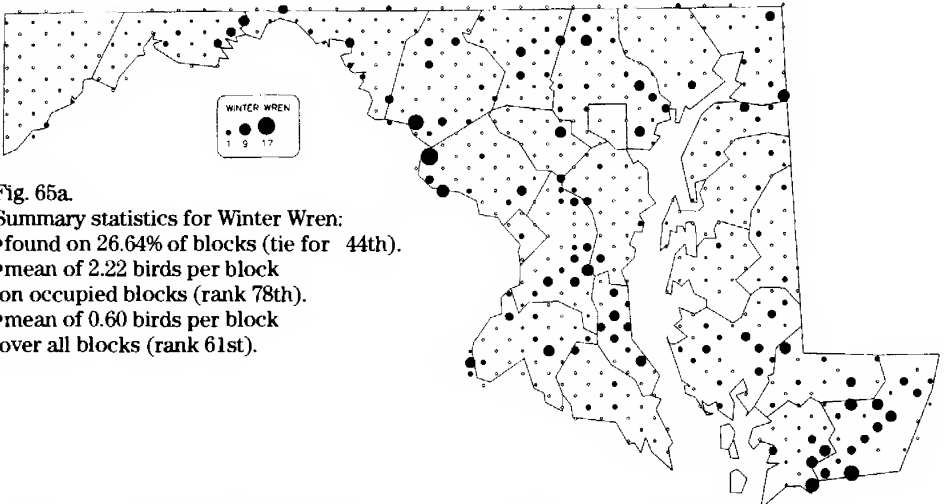 WINTER WREN
1 9 17
Fig. 65a.
Summary statistics for Winter Wren:
•found on 26.64% of blocks (tie for 44th).
•mean of 2.22 birds per block
on occupied blocks (rank 78th).
•mean of 0.60 birds per block
over all blocks (rank 61st).